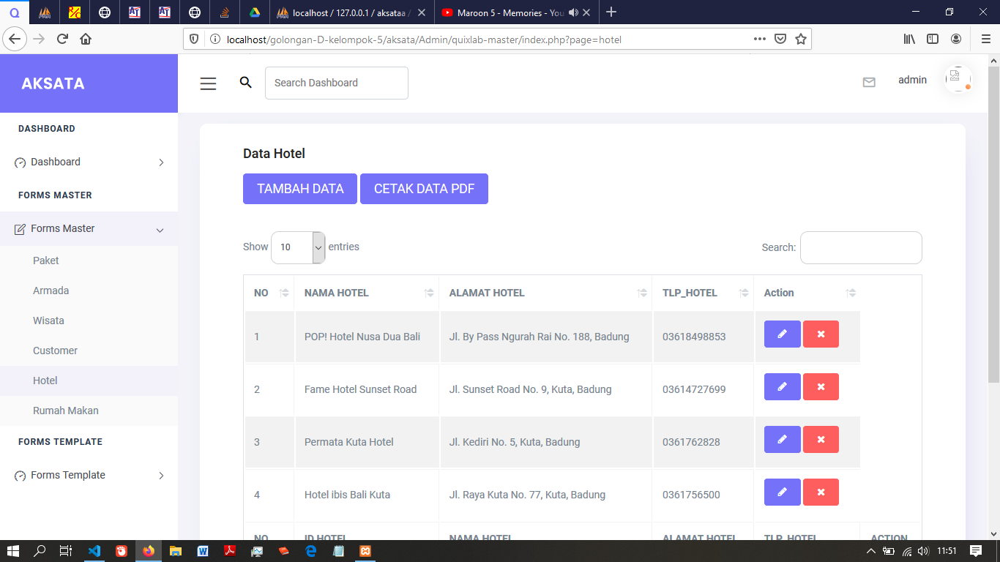 localhost / 127.0.0.1 / aksataa /
Maroon 5 - Memories - You
localhost/golongan-D-kelompok-5/aksata/Admin/quixlab-master/index.php?page=hotel
AKSATA
Search Dashboard
admin
DASHBOARD
Dashboard
FORMS MASTER
Forms Master
Paket
Armada
Wisata
Customer
Hotel
Rumah Makan
FORMS TEMPLATE
Forms Template
Data Hotel
TAMBAH DATA CETAK DATA PDF
Show 10 entries Search:
NO NAMA HOTEL ALAMAT HOTEL TLP_HOTEL Action
1 POP! Hotel Nusa Dua Bali Jl. By Pass Ngurah Rai No. 188, Badung 03618498853
2 Fame Hotel Sunset Road Jl. Sunset Road No. 9, Kuta, Badung 03614727699
3 Permata Kuta Hotel Jl. Kediri No. 5, Kuta, Badung 0361762828
4 Hotel ibis Bali Kuta Jl. Raya Kuta No. 77, Kuta, Badung 0361756500
NO ID HOTEL NAMA HOTEL ALAMAT HOTEL TLP_HOTEL ACTION
11:51